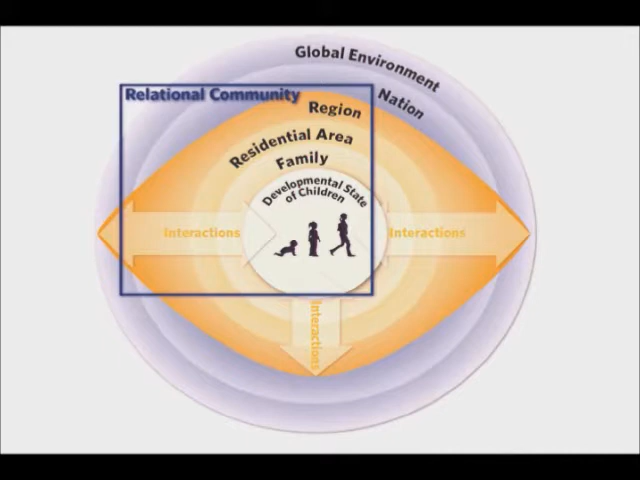 Global Environment
Nation
Relational Community
Region
Residential Area
Family
Developmental State
of Children
Interactions
Interactions
Interactions